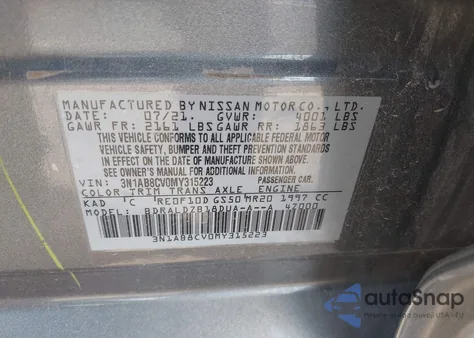 MANUFACTURED BY NISSAN MOTOR CO., LTD.
DATE: 07/21. GVWR: 4001 LBS
GAWR FR: 2161 LBS GAWR RR: 1863 LBS
THIS VEHICLE CONFORMS TO ALL APPLICABLE FEDERAL MOTOR
VEHICLE SAFETY, BUMPER, AND THEFT PREVENTION STANDARDS
IN EFFECT ON THE DATE OF MANUFACTURE SHOWN ABOVE.
SEE OWNER'S MANUAL FOR ADDITIONAL INFORMATION.
VIN: 3N1AB8CV0MY315223 PASSENGER CAR.
COLOR TRIM TRANS AXLE ENGINE
KAD 'C 'RE0F10D GS50 MR20 1997 CC
MODEL: BDRALDZB18DUA-A--A 47000
3N1AB8CV0MY315223
autoSnap